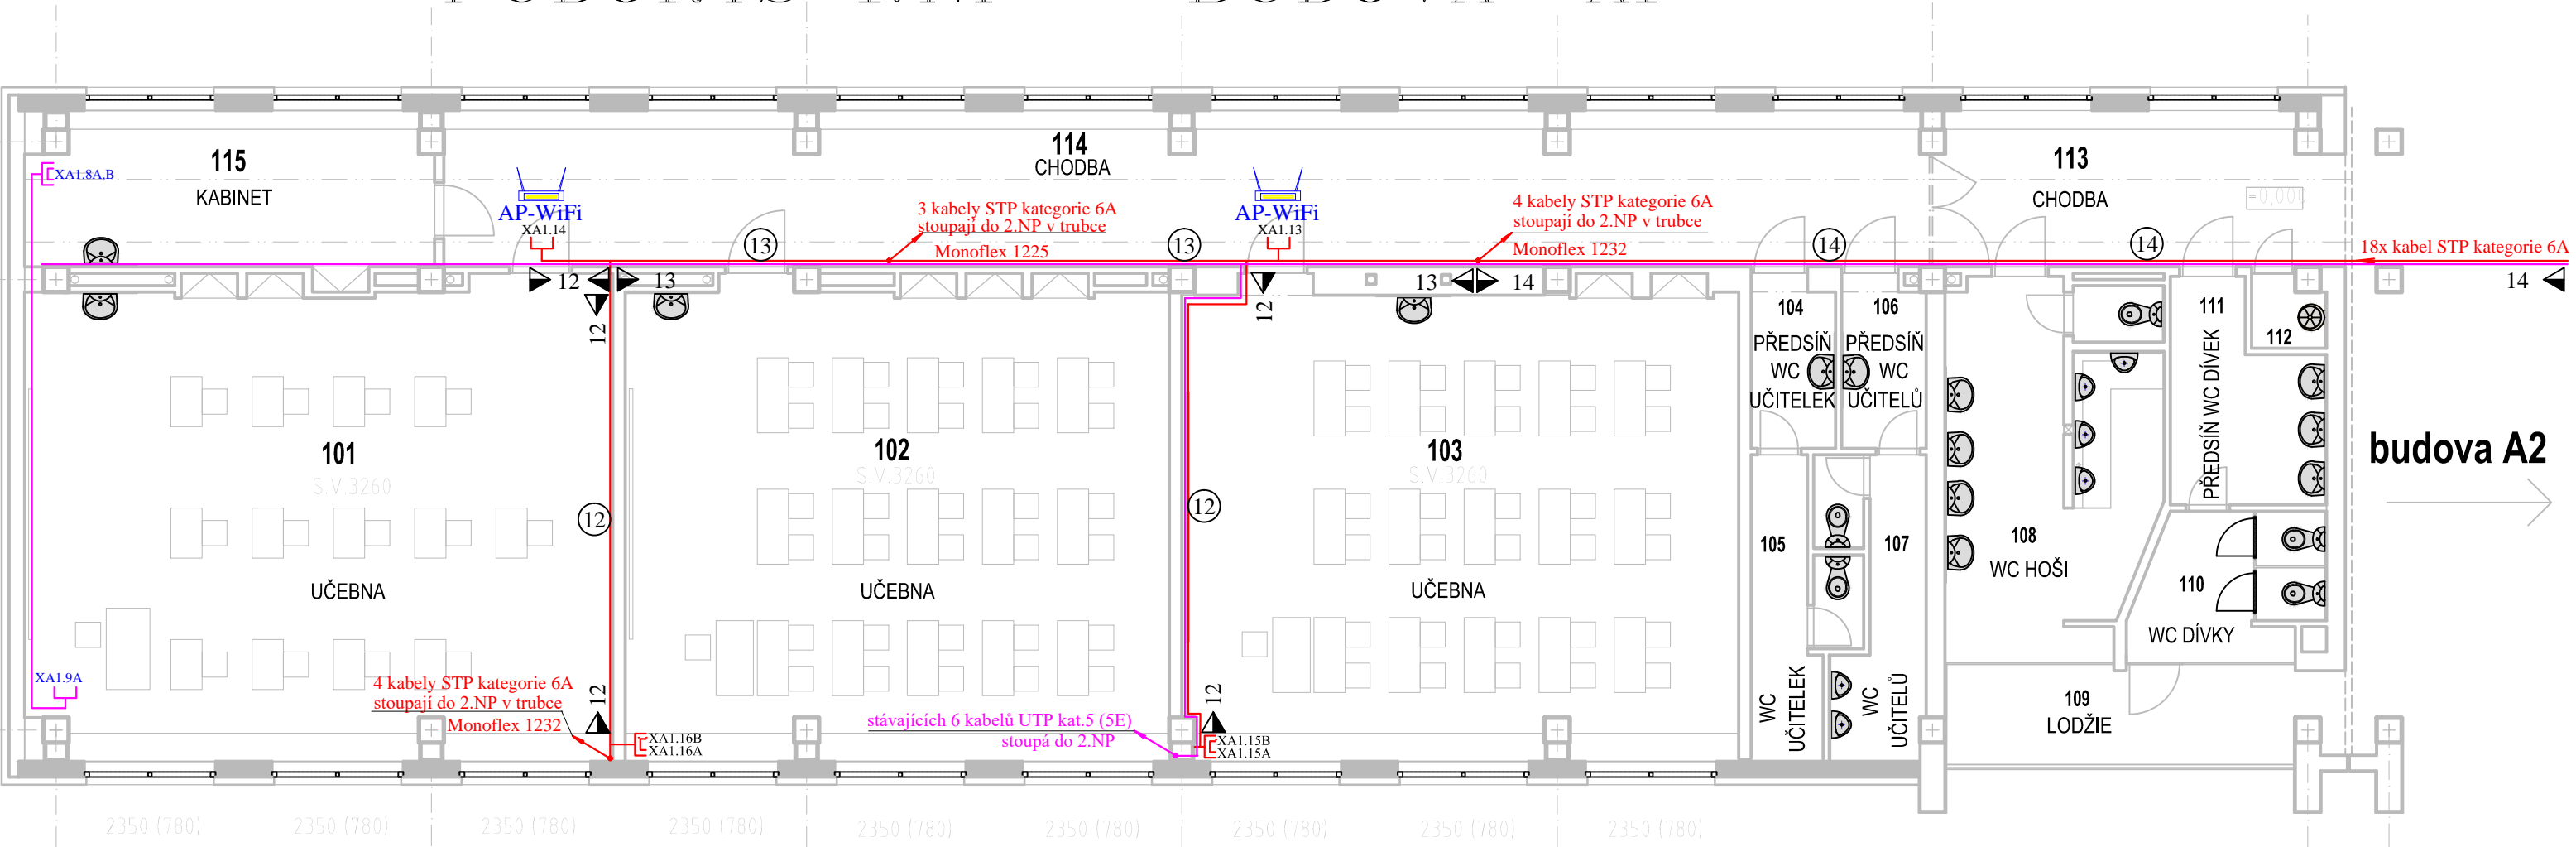 115
KABINET
XA1.8A,B
AP-WiFi
XA1.14
114
CHODBA
3 kabely STP kategorie 6A
stoupají do 2.NP v trubce
Monoflex 1225
13
AP-WiFi
XA1.13
13
4 kabely STP kategorie 6A
stoupají do 2.NP v trubce
Monoflex 1232
14
113
CHODBA
=0,000
14
18x kabel STP kategorie 6A
14
12
13
12
12
13
14
101
S.V.3260
UČEBNA
12
102
S.V.3260
UČEBNA
12
103
S.V.3260
UČEBNA
104
PŘEDSÍŇ
WC
UČITELEK
106
PŘEDSÍŇ
WC
UČITELŮ
111
PŘEDSÍŇ WC DÍVEK
112
105
WC
UČITELEK
107
WC
UČITELŮ
108
WC HOŠI
110
WC DÍVKY
109
LODŽIE
budova A2
XA1.9A
4 kabely STP kategorie 6A
stoupají do 2.NP v trubce
Monoflex 1232
12
XA1.16B
XA1.16A
stávajících 6 kabelů UTP kat.5 (5E)
stoupá do 2.NP
12
XA1.15B
XA1.15A
2350 (780)
2350 (780)
2350 (780)
2350 (780)
2350 (780)
2350 (780)
2350 (780)
2350 (780)
2350 (780)